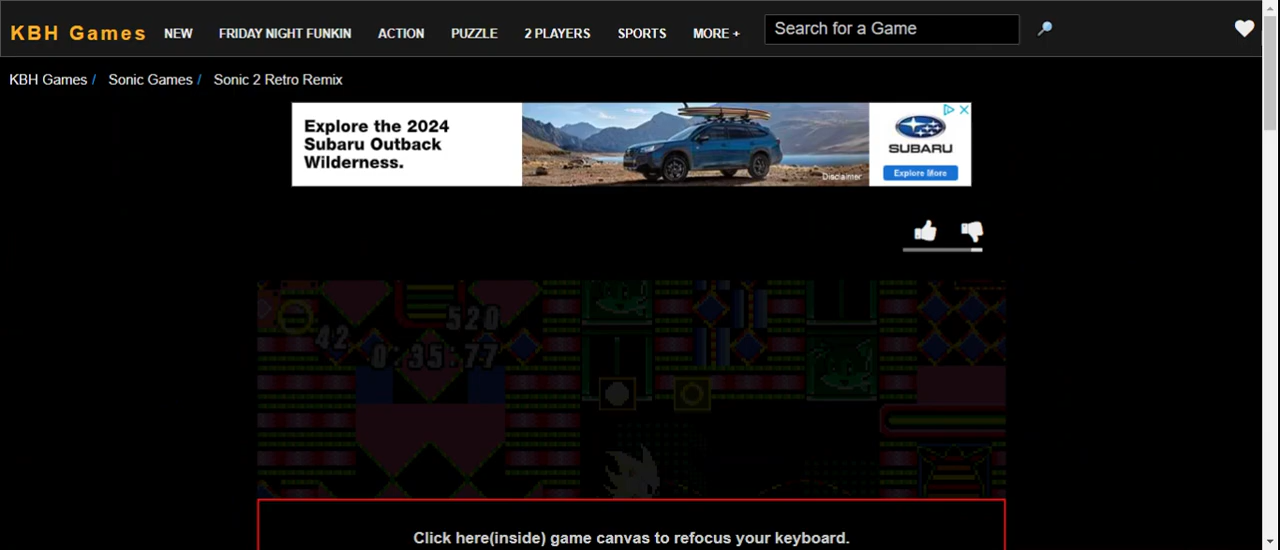 KBH Games NEW FRIDAY NIGHT FUNKIN ACTION PUZZLE 2 PLAYERS SPORTS MORE + Search for a Game
KBH Games / Sonic Games / Sonic 2 Retro Remix
Explore the 2024
Subaru Outback
Wilderness.
Disclaimer
SUBARU
Explore More
520
42
0:35:77
Click here(inside) game canvas to refocus your keyboard.